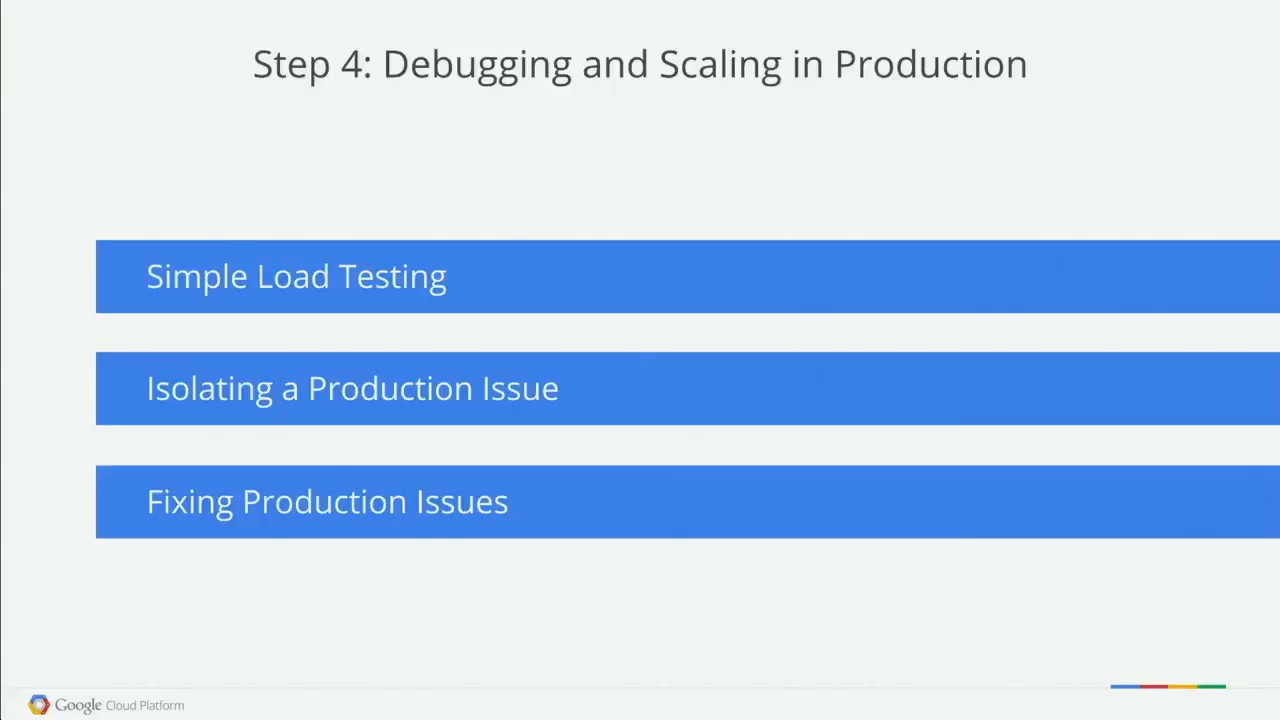 Step 4: Debugging and Scaling in Production
Simple Load Testing
Isolating a Production Issue
Fixing Production Issues
Google Cloud Platform